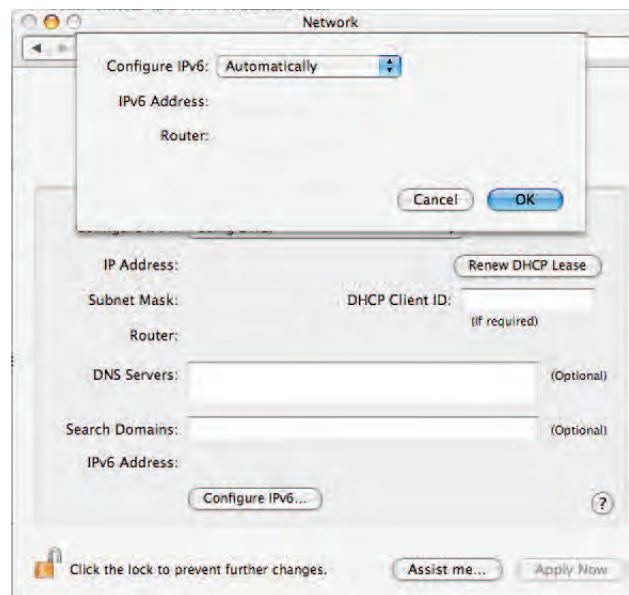 Network
Configure IPv6: Automatically
IPv6 Address:
Router:
Cancel OK
IP Address: Renew DHCP Lease
Subnet Mask: DHCP Client ID:
(if required)
Router:
DNS Servers: (Optional)
Search Domains: (Optional)
IPv6 Address:
Configure IPv6... ?
Click the lock to prevent further changes. Assist me... Apply Now